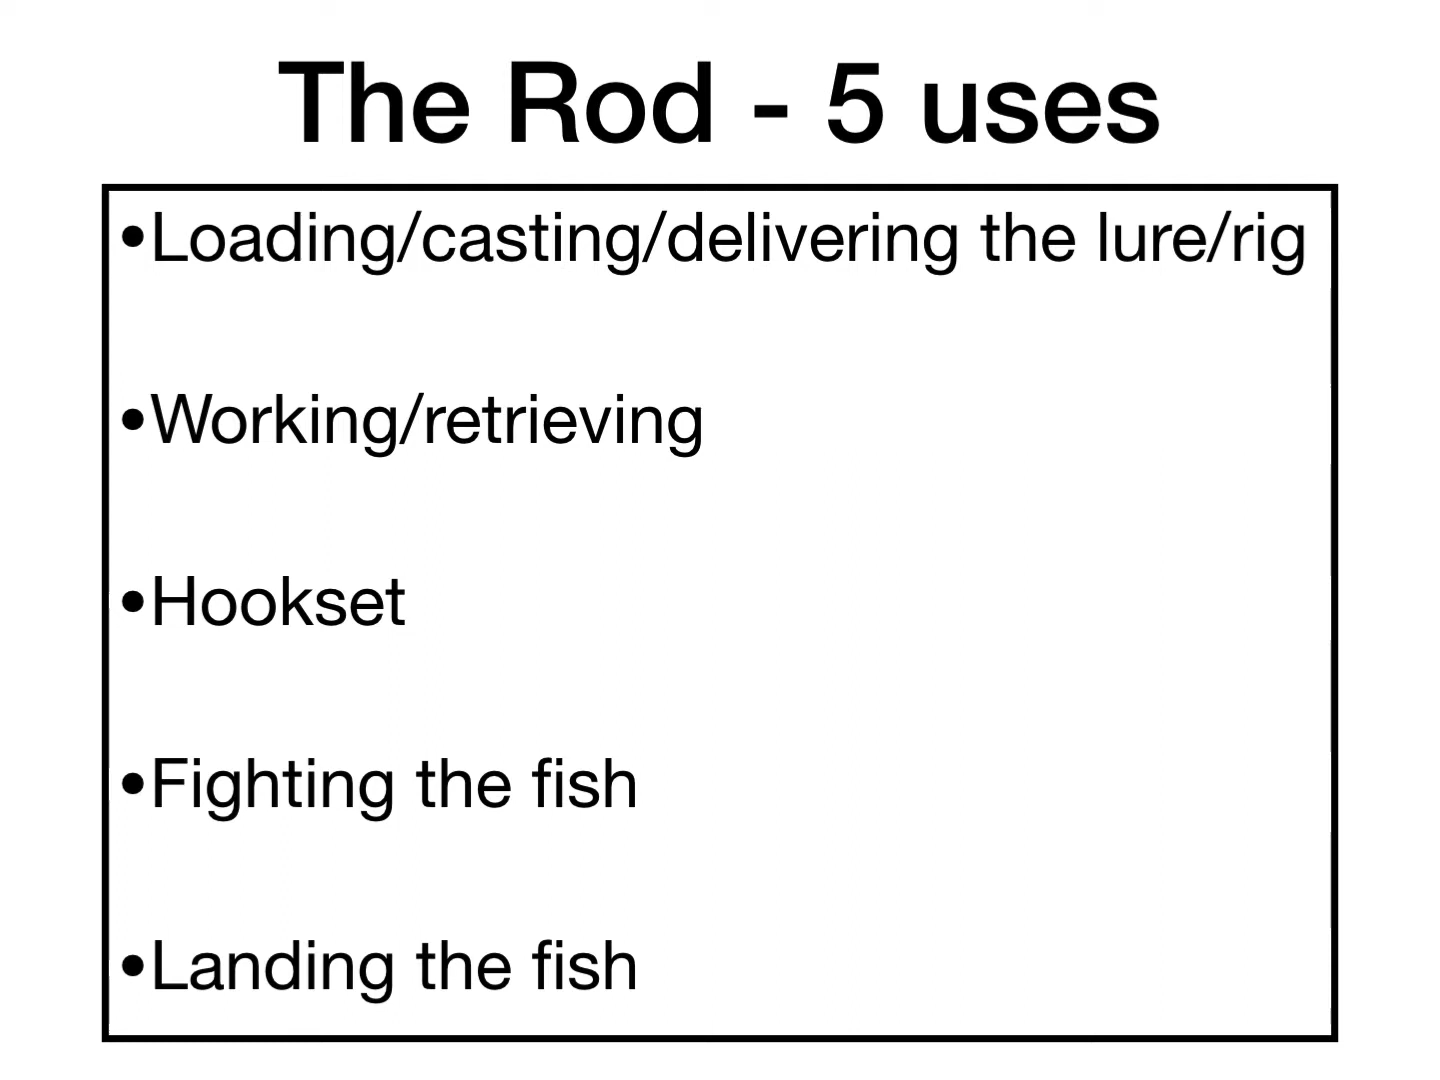 The Rod - 5 uses
•Loading/casting/delivering the lure/rig
•Working/retrieving
•Hookset
•Fighting the fish
•Landing the fish